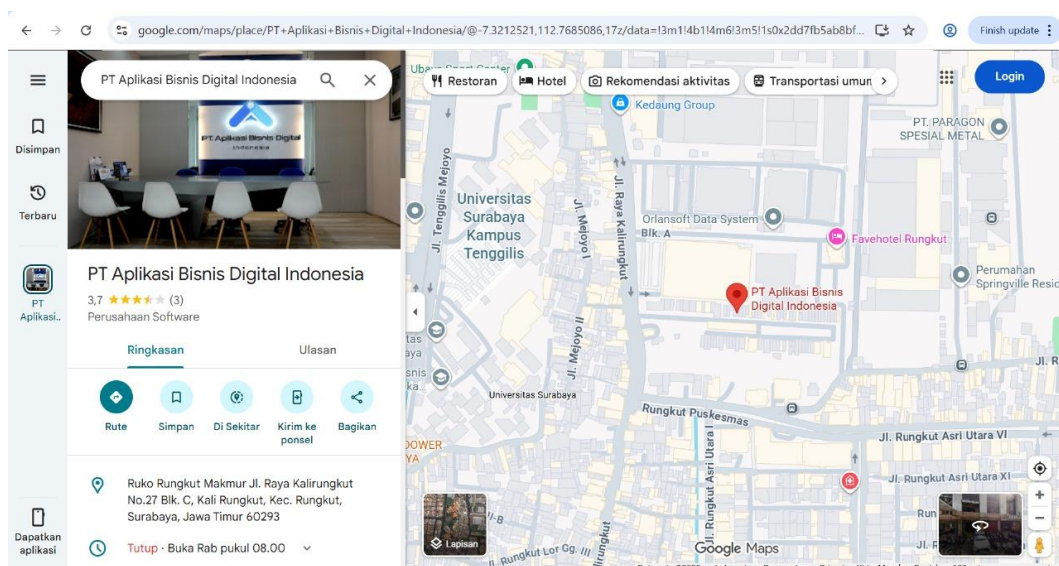 google.com/maps/place/PT+Aplikasi+Bisnis+Digital+Indonesia/@-7.3212521,112.7685086,17z/data=!3m1!4b1!4m6!3m5!1s0x2dd7fb5ab8bf...
Finish update
PT Aplikasi Bisnis Digital Indonesia
Restoran
Hotel
Rekomendasi aktivitas
Transportasi umum
Login
Disimpan
Terbaru
PT
Aplikasi..
Dapatkan
aplikasi
PT. Aplikasi Bisnis Digital
Indonesia
PT Aplikasi Bisnis Digital Indonesia
3,7
(3)
Perusahaan Software
Ringkasan
Ulasan
Rute
Simpan
Di Sekitar
Kirim ke
ponsel
Bagikan
Ruko Rungkut Makmur Jl. Raya Kalirungkut
No.27 Blk. C, Kali Rungkut, Kec. Rungkut,
Surabaya, Jawa Timur 60293
Tutup · Buka Rab pukul 08.00
Kedaung Group
PT. PARAGON
SPESIAL METAL
Jl. Tenggilis Mejoyo
Universitas
Surabaya
Kampus
Tenggilis
Jl. Mejoyo I
Jl. Raya Kalirungkut
Orlansoft Data System
Blk. A
Favehotel Rungkut
Perumahan
Springville Resid
PT Aplikasi Bisnis
Digital Indonesia
Jl. Mejoyo II
Universitas Surabaya
Rungkut Puskesmas
Jl. Rungkut Asri Utara VI
Jl. Rungkut Asri Utara I
Jl. Rungkut Asri Utara XI
Jl. Rungkut Lor Gg. III
Lapisan
Google Maps